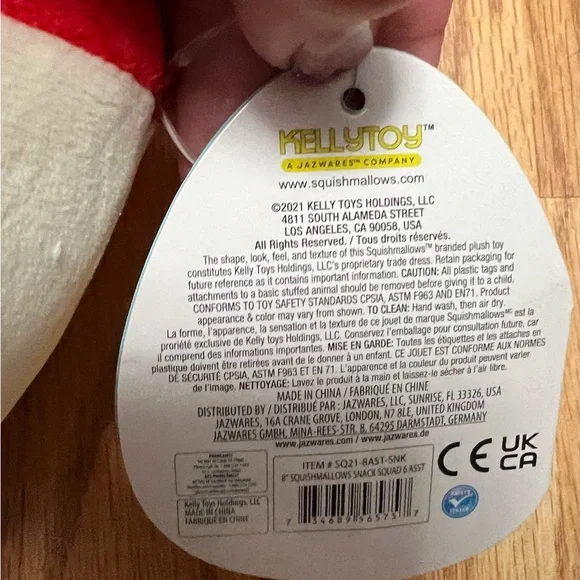 KELLYTOY™
A JAZWARES™ COMPANY
www.squishmallows.com
©2021 KELLY TOYS HOLDINGS, LLC
4811 SOUTH ALAMEDA STREET
LOS ANGELES, CA 90058, USA
All Rights Reserved. / Tous droits réservés.
The shape, look, feel, and texture of this Squishmallows™ branded plush toy
constitutes Kelly Toys Holdings, LLC's proprietary trade dress. Retain packaging for
future reference as it contains important information. CAUTION: All plastic tags and
attachments to a basic stuffed animal should be removed before giving it to a child.
CONFORMS TO TOY SAFETY STANDARDS CPSIA, ASTM F963 AND EN71. Product
appearance & color may vary from shown. TO CLEAN: Hand wash, then air dry.
La forme, l'apparence, la sensation et la texture de ce jouet de marque Squishmallowsᴹᶜ est la
propriété exclusive de Kelly toys Holdings, LLC. Conservez l'emballage pour consultation future, car
il comprend des informations importantes. MISE EN GARDE: Toutes les étiquettes et les attaches en
plastique doivent être retirées avant de le donner à un enfant. CE JOUET EST CONFORME AUX NORMES
DE SÉCURITÉ CPSIA, ASTM F963 ET EN 71. L'apparence et la couleur du produit peuvent varier
de l'image. NETTOYAGE: Lavez le produit à la main et laissez-le sécher à l'air libre.
MADE IN CHINA / FABRIQUÉ EN CHINE
DISTRIBUTED BY / DISTRIBUÉ PAR : JAZWARES, LLC, SUNRISE, FL 33326, USA
JAZWARES, 16A CRANE GROVE, LONDON, N7 8LE, UNITED KINGDOM
JAZWARES GMBH, MINA-REES-STR. 8, 64295 DARMSTADT, GERMANY
www.jazwares.com / www.jazwares.de
Kelly Toys Holdings, LLC
MADE IN CHINA
FABRIQUÉ EN CHINE
ITEM # SQ21-8AST-SNK
8" SQUISHMALLOWS SNACK SQUAD 6 ASST
CE UK
CA